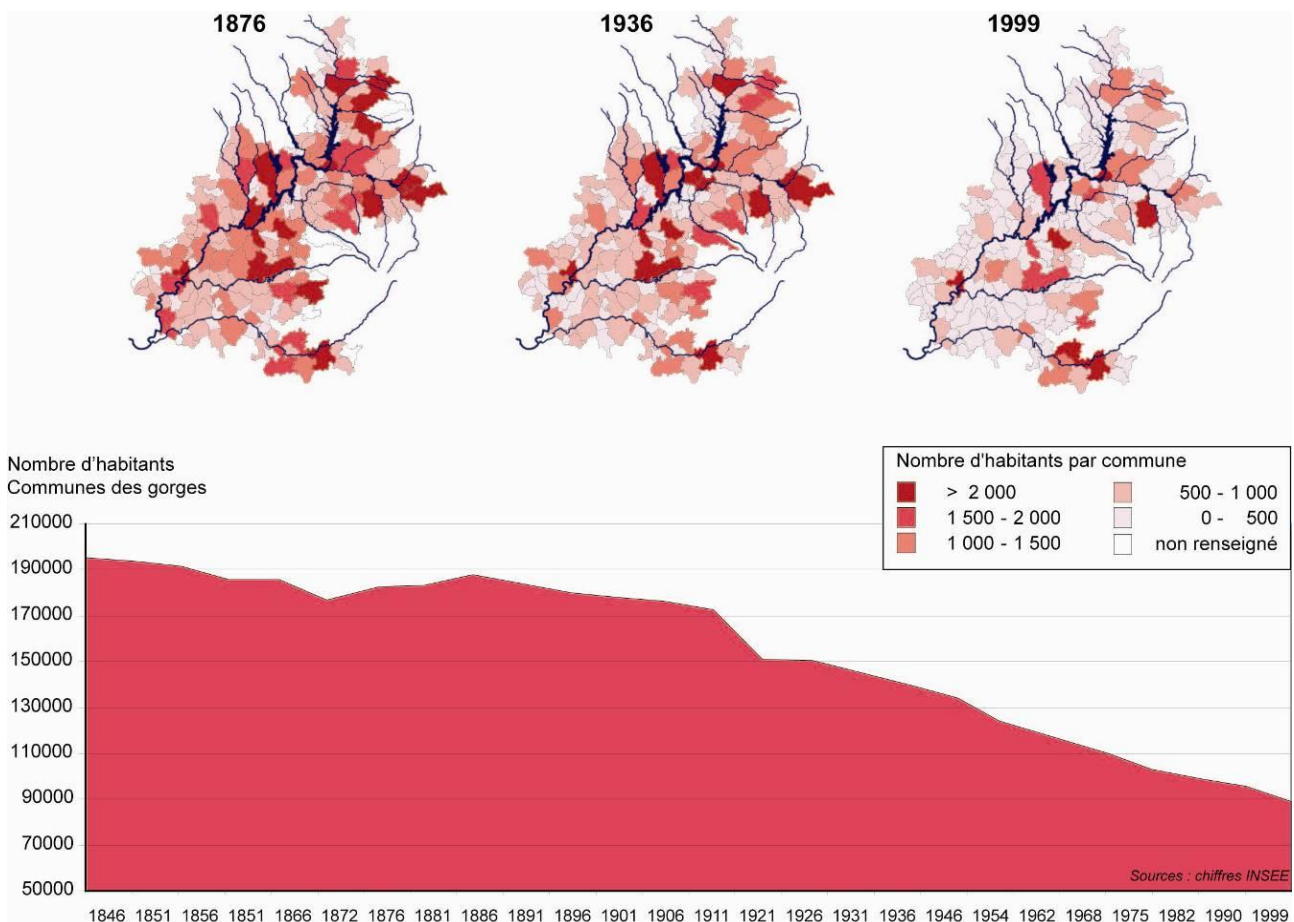 1876 1936 1999
Nombre d'habitants
Communes des gorges
Nombre d'habitants par commune
> 2 000
1 500 - 2 000
1 000 - 1 500
500 - 1 000
0 - 500
non renseigné
210000
190000
170000
150000
130000
110000
90000
70000
50000
Sources : chiffres INSEE
1846 1851 1856 1851 1866 1872 1876 1881 1886 1891 1896 1901 1906 1911 1921 1926 1931 1936 1946 1954 1962 1968 1975 1982 1990 1999